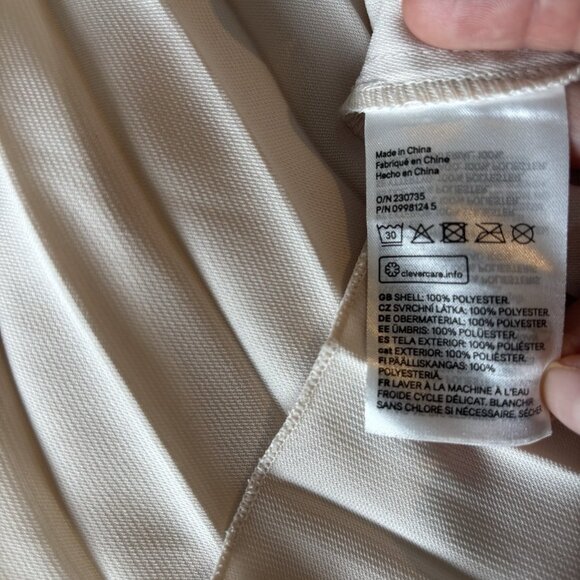 Made in China
Fabriqué en Chine
Hecho en China
O/N 230735
P/N 0998124 5
30
clevercare.info
GB SHELL: 100% POLYESTER.
CZ SVRCHNÍ LÁTKA: 100% POLYESTER.
DE OBERMATERIAL: 100% POLYESTER.
EE ÜMBRIS: 100% POLÜESTER.
ES TELA EXTERIOR: 100% POLIÉSTER.
cat EXTERIOR: 100% POLIÈSTER.
FI PÄÄLLISKANGAS: 100%
POLYESTERIÄ.
FR LAVER À LA MACHINE À L'EAU
FROIDE CYCLE DÉLICAT. BLANCHIR
SANS CHLORE SI NÉCESSAIRE. SÉCHER